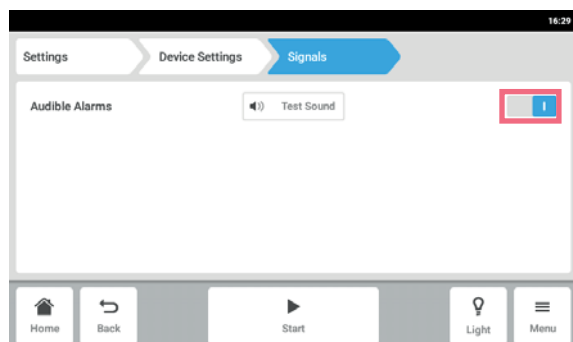 16:29
Settings Device Settings Signals
Audible Alarms Test Sound I
Home Back Start Light Menu